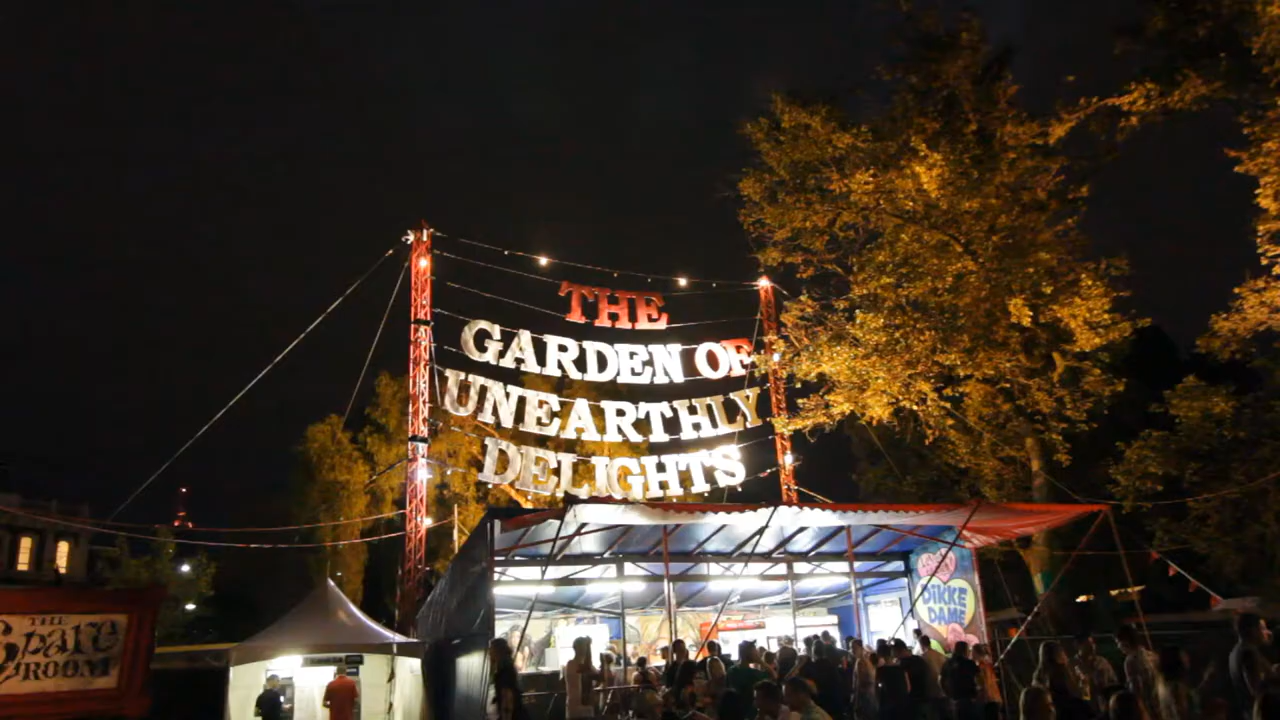 THE
GARDEN OF
UNEARTHLY
DELIGHTS
DIKKE
DAME
THE
Spare
ROOM